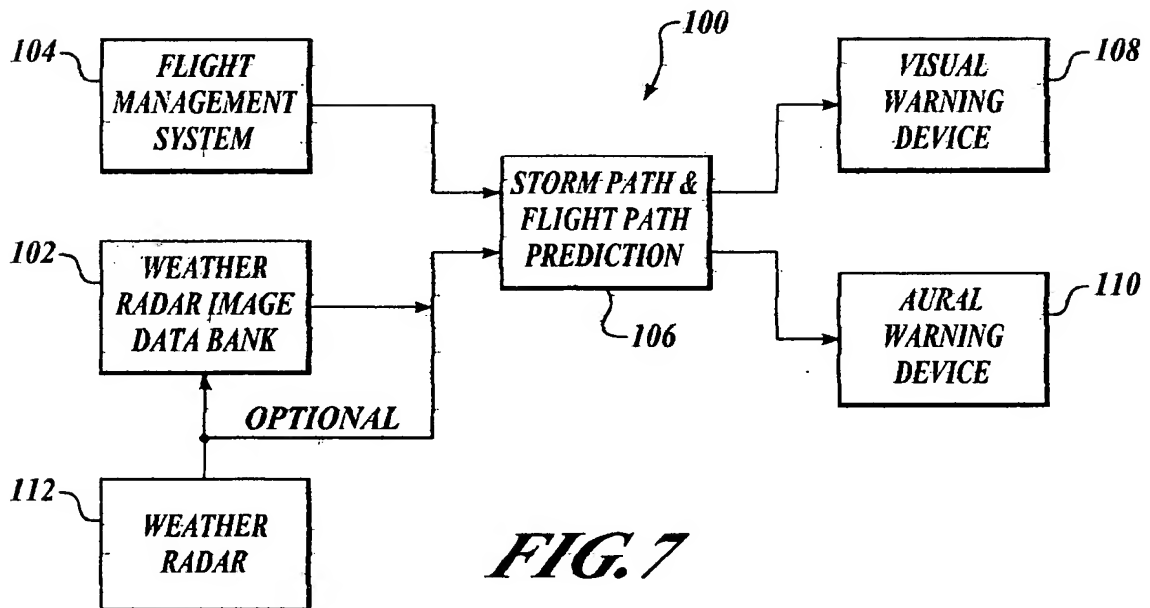 100
104
FLIGHT
MANAGEMENT
SYSTEM
VISUAL
WARNING
DEVICE
108
STORM PATH &
FLIGHT PATH
PREDICTION
106
102
WEATHER
RADAR IMAGE
DATA BANK
AURAL
WARNING
DEVICE
110
OPTIONAL
112
WEATHER
RADAR
FIG. 7